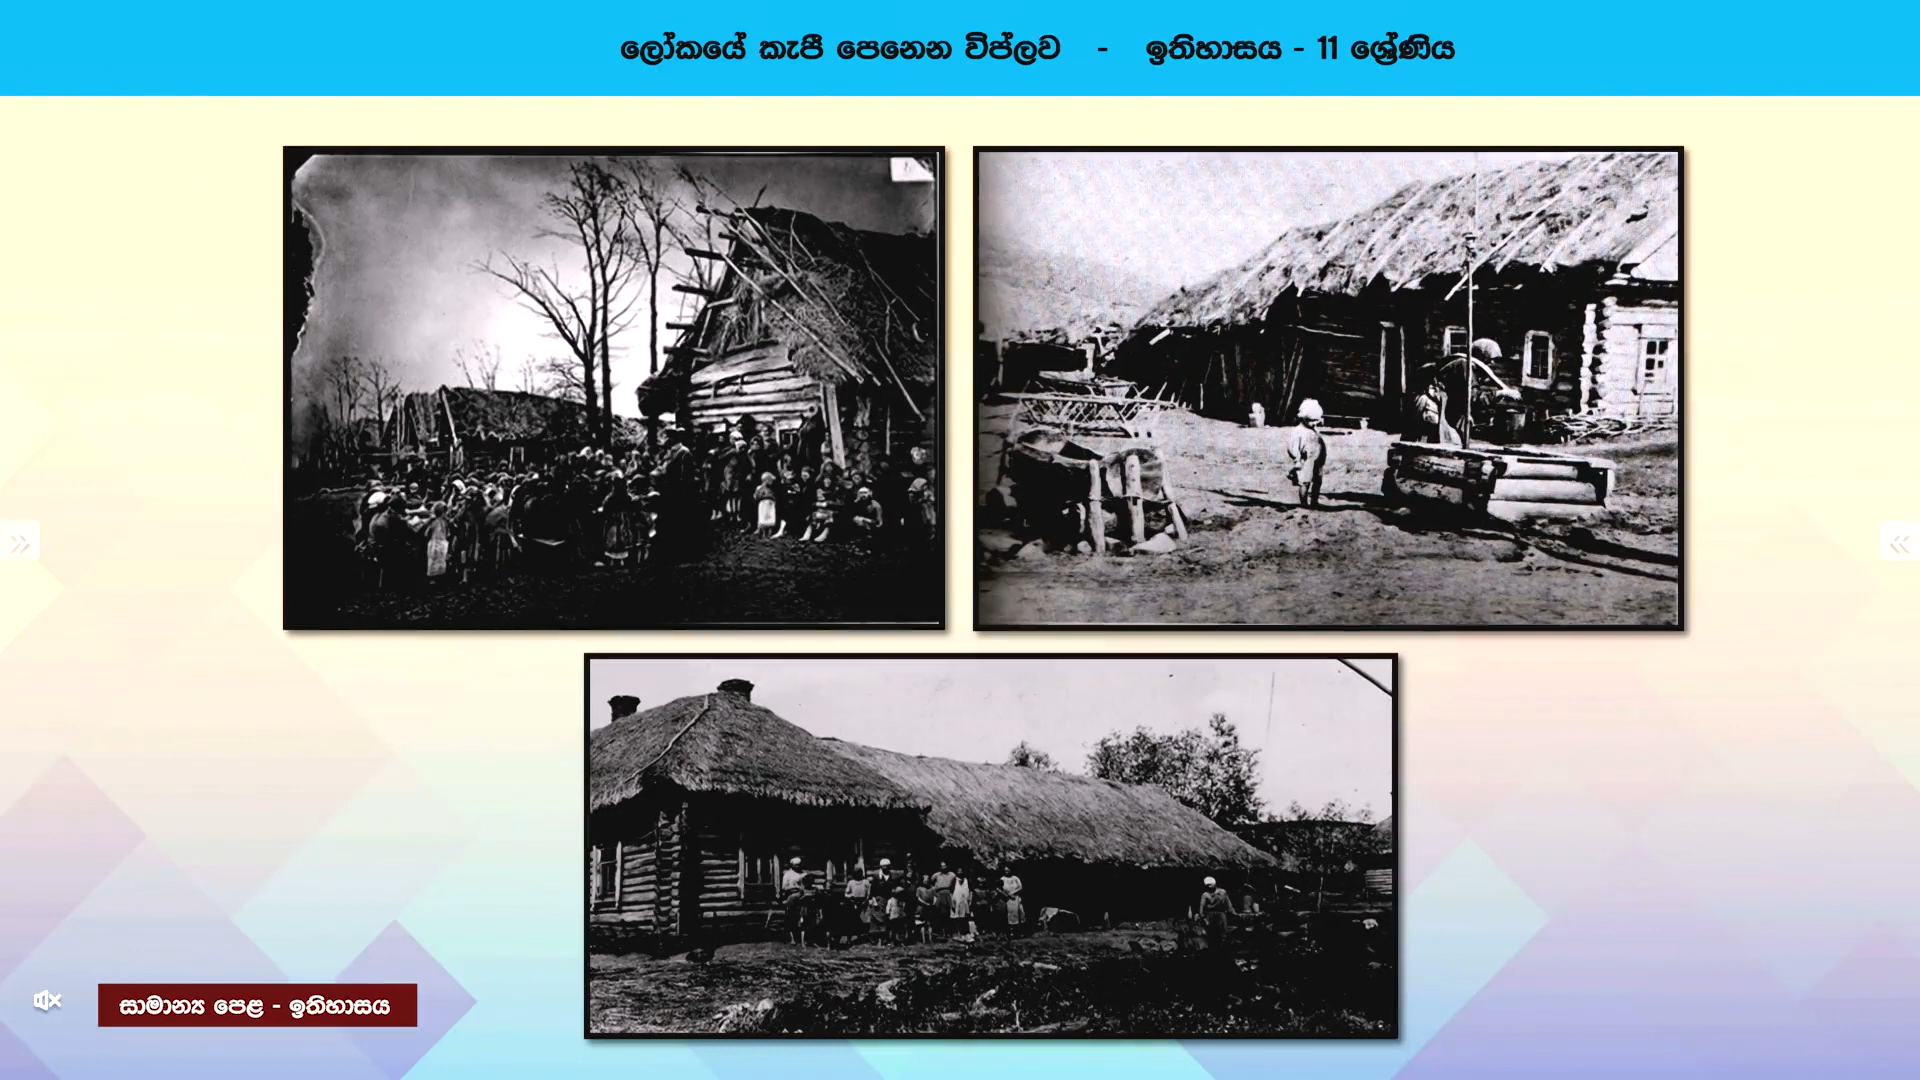 ලෝකයේ කැපී පෙනෙන විප්ලව - ඉතිහාසය - 11 ශ්‍රේණිය
සාමාන්‍ය පෙළ - ඉතිහාසය